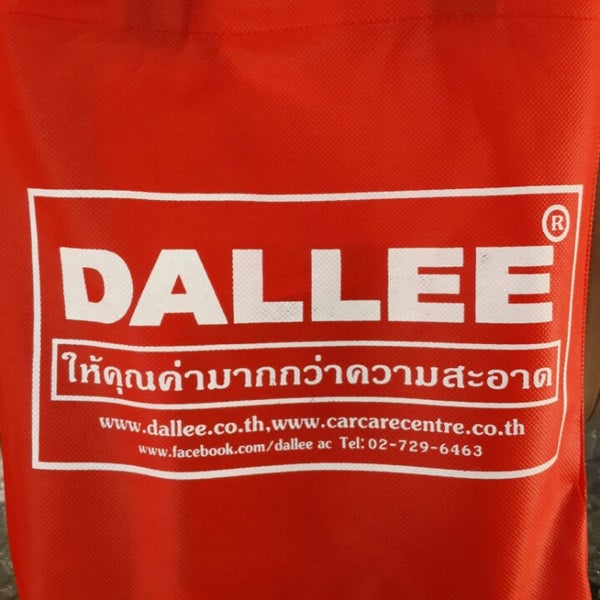 DALLEE®
ให้คุณค่ามากกว่าความสะอาด
www.dallee.co.th,www.carcarecentre.co.th
www.facebook.com/dallee ac Tel: 02-729-6463